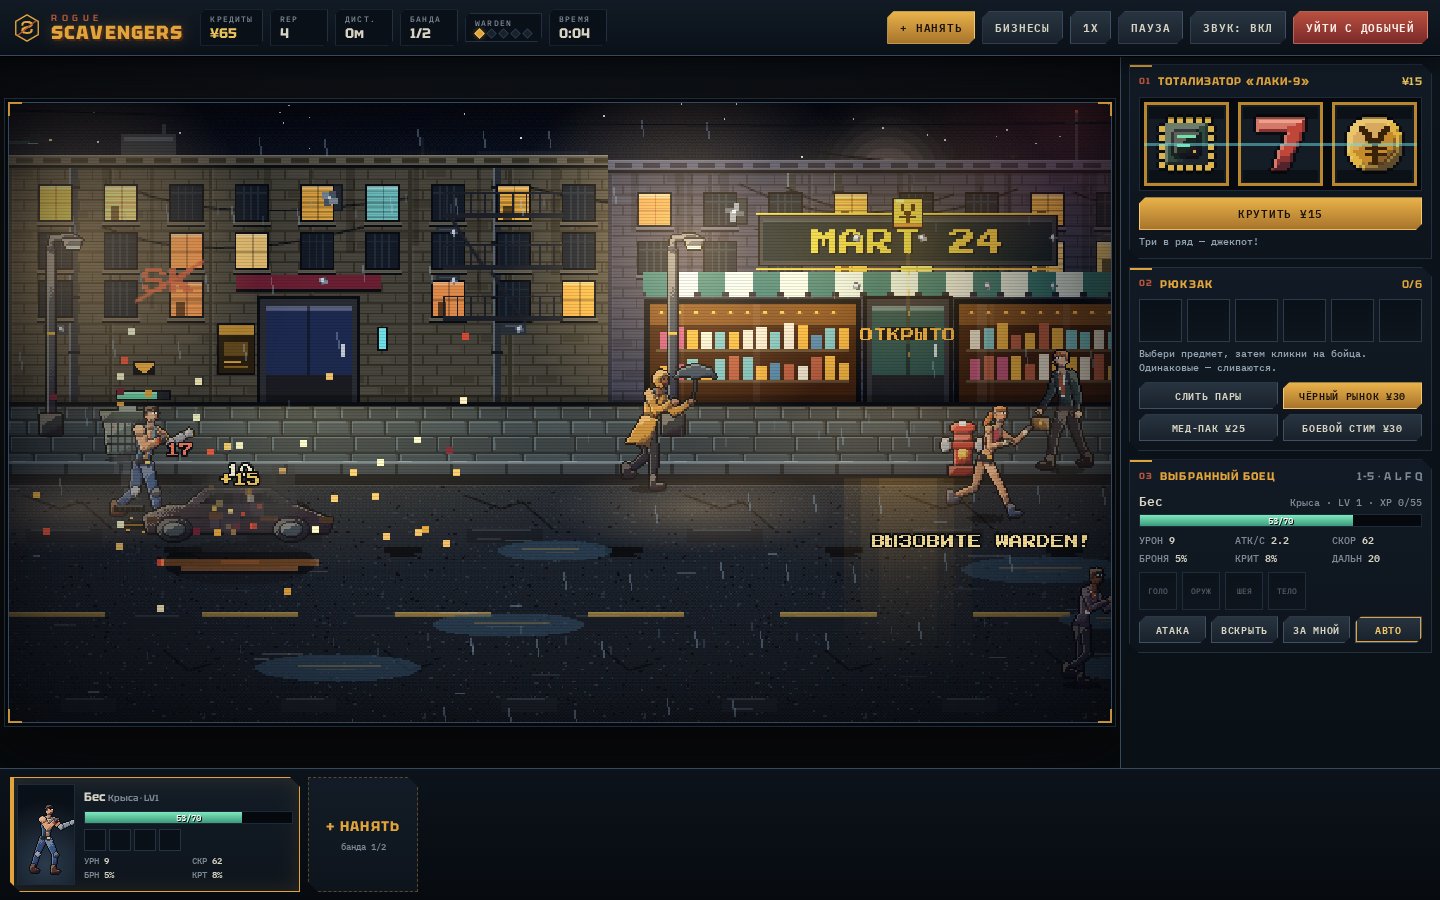 ROGUE
SCAVENGERS
КРЕДИТЫ
¥65
REP
4
ДИСТ.
0м
БАНДА
1/2
WARDEN
ВРЕМЯ
0:04
+ НАНЯТЬ
БИЗНЕСЫ
1X
ПАУЗА
ЗВУК: ВКЛ
УЙТИ С ДОБЫЧЕЙ
SK
MART 24
ОТКРЫТО
17
+15
ВЫЗОВИТЕ WARDEN!
01 ТОТАЛИЗАТОР «ЛАКИ-9» ¥15
7
КРУТИТЬ ¥15
Три в ряд — джекпот!
02 РЮКЗАК 0/6
Выбери предмет, затем кликни на бойца.
Одинаковые — сливаются.
СЛИТЬ ПАРЫ
ЧЁРНЫЙ РЫНОК ¥30
МЕД-ПАК ¥25
БОЕВОЙ СТИМ ¥30
03 ВЫБРАННЫЙ БОЕЦ 1-5·ALFQ
Бес Крыса · LV 1 · XP 0/55
53/70
УРОН 9 АТК/С 2.2 СКОР 62
БРОНЯ 5% КРИТ 8% ДАЛЬН 20
ГОЛО ОРУЖ ШЕЯ ТЕЛО
АТАКА
ВСКРЫТЬ
ЗА МНОЙ
АВТО
Бес Крыса·LV1
53/70
УРН 9 СКР 62
БРН 5% КРТ 8%
+ НАНЯТЬ
банда 1/2